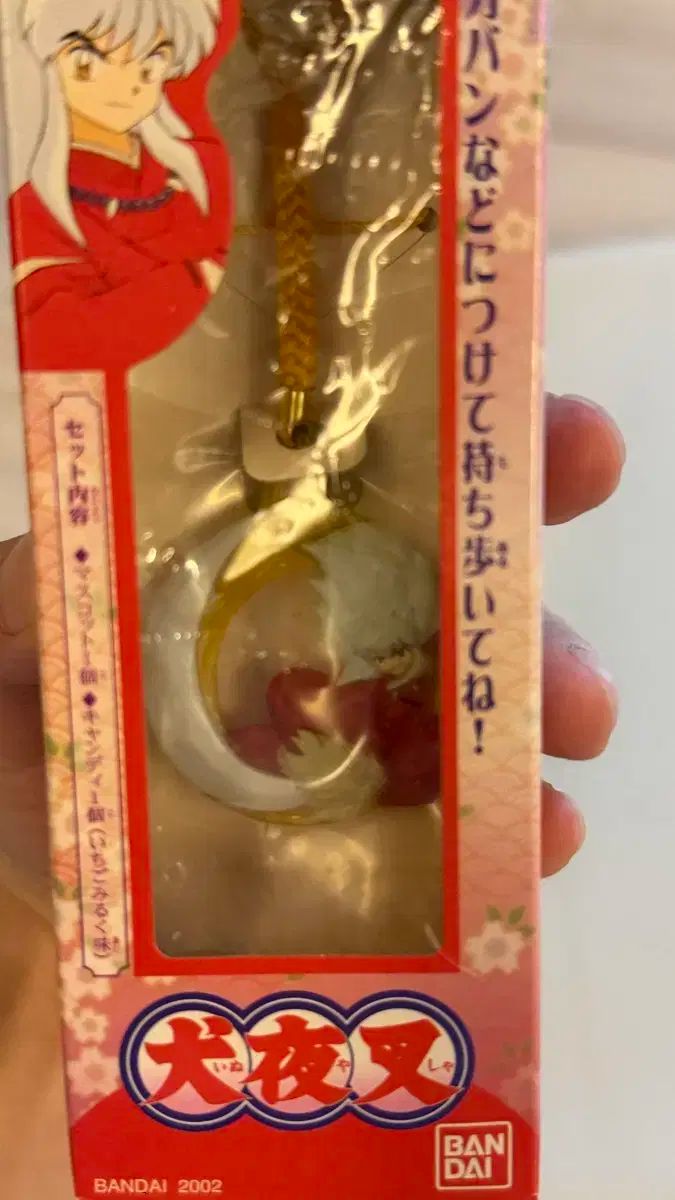 カバンなどにつけて持ち歩いてね!
セット内容 ◆マスコット1個◆キャンディ1個(いちごみるく味)
犬夜叉
いぬ や しゃ
BANDAI 2002
BAN
DAI